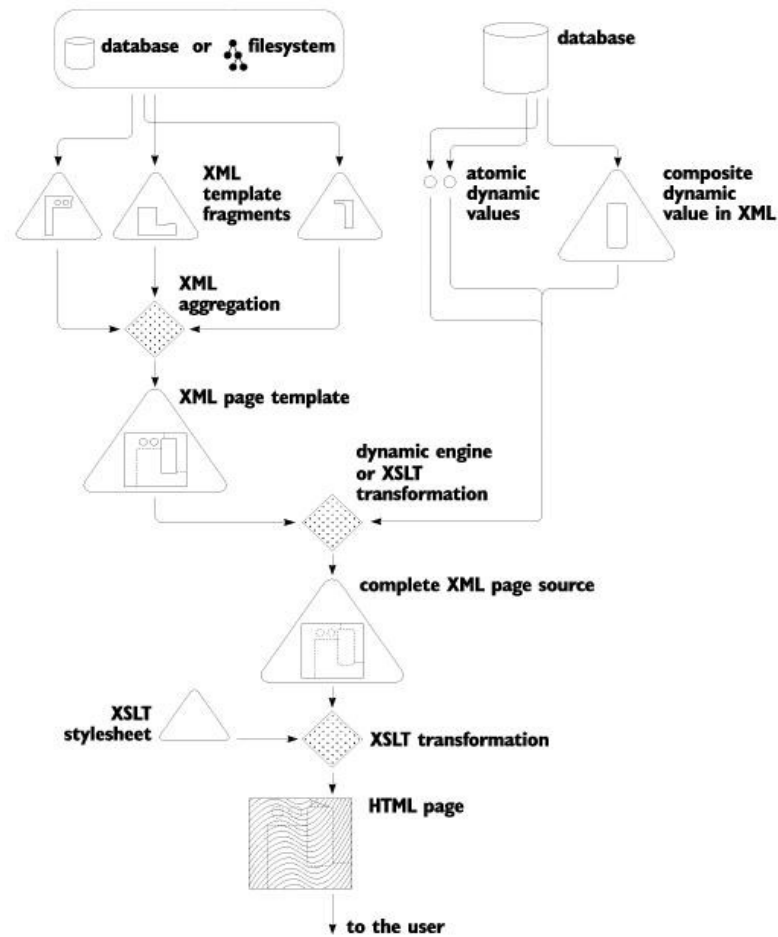 database or filesystem
database
XML
template
fragments
atomic
dynamic
values
composite
dynamic
value in XML
XML
aggregation
XML page template
dynamic engine
or XSLT
transformation
complete XML page source
XSLT
stylesheet
XSLT transformation
HTML page
to the user